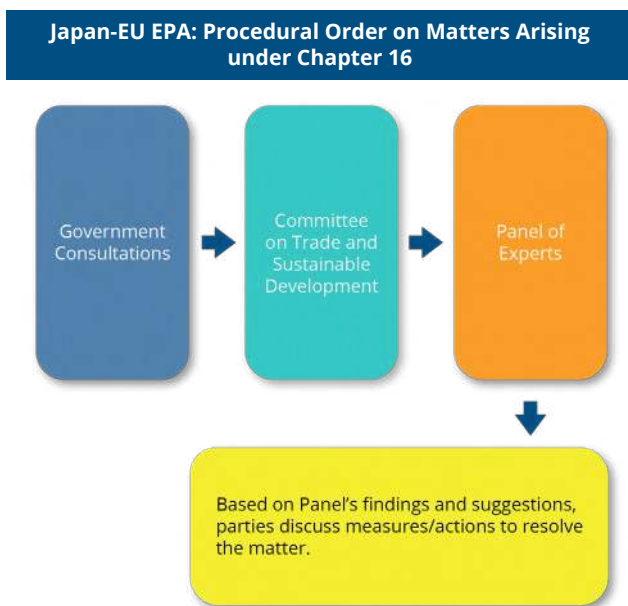 Japan-EU EPA: Procedural Order on Matters Arising
under Chapter 16
Government
Consultations
Committee
on Trade and
Sustainable
Development
Panel of
Experts
Based on Panel’s findings and suggestions,
parties discuss measures/actions to resolve
the matter.